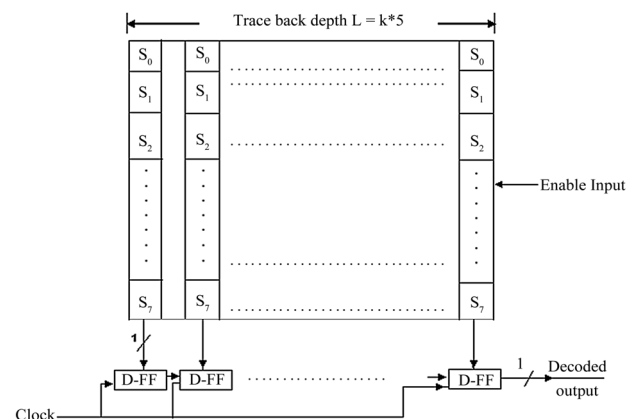 Trace back depth L = k*5
S0 S0 S0
S1 S1 S1
S2 S2 S2
Enable Input
S7 S7 S7
1 1 Decoded
D-FF D-FF D-FF output
Clock